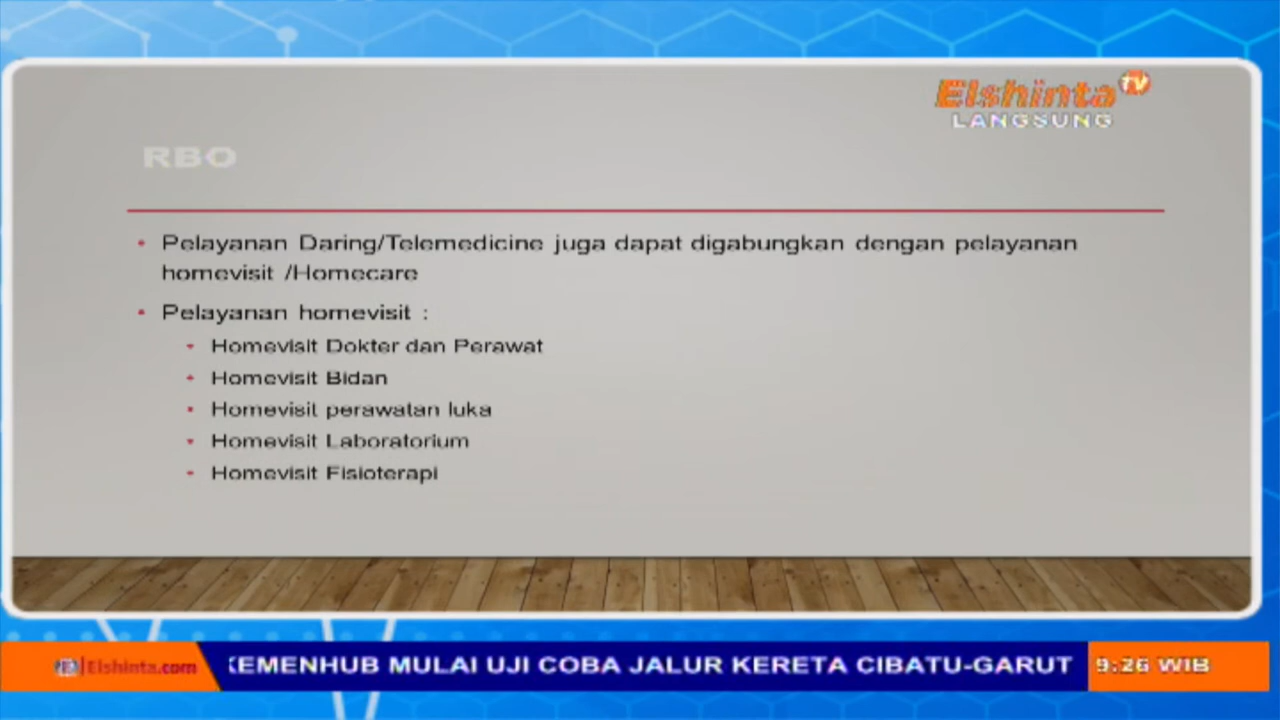 Elshinta TV
LANGSUNG
RBO
• Pelayanan Daring/Telemedicine juga dapat digabungkan dengan pelayanan
homevisit /Homecare
• Pelayanan homevisit :
• Homevisit Dokter dan Perawat
• Homevisit Bidan
• Homevisit perawatan luka
• Homevisit Laboratorium
• Homevisit Fisioterapi
Elshinta.com
KEMENHUB MULAI UJI COBA JALUR KERETA CIBATU-GARUT
9:26 WIB